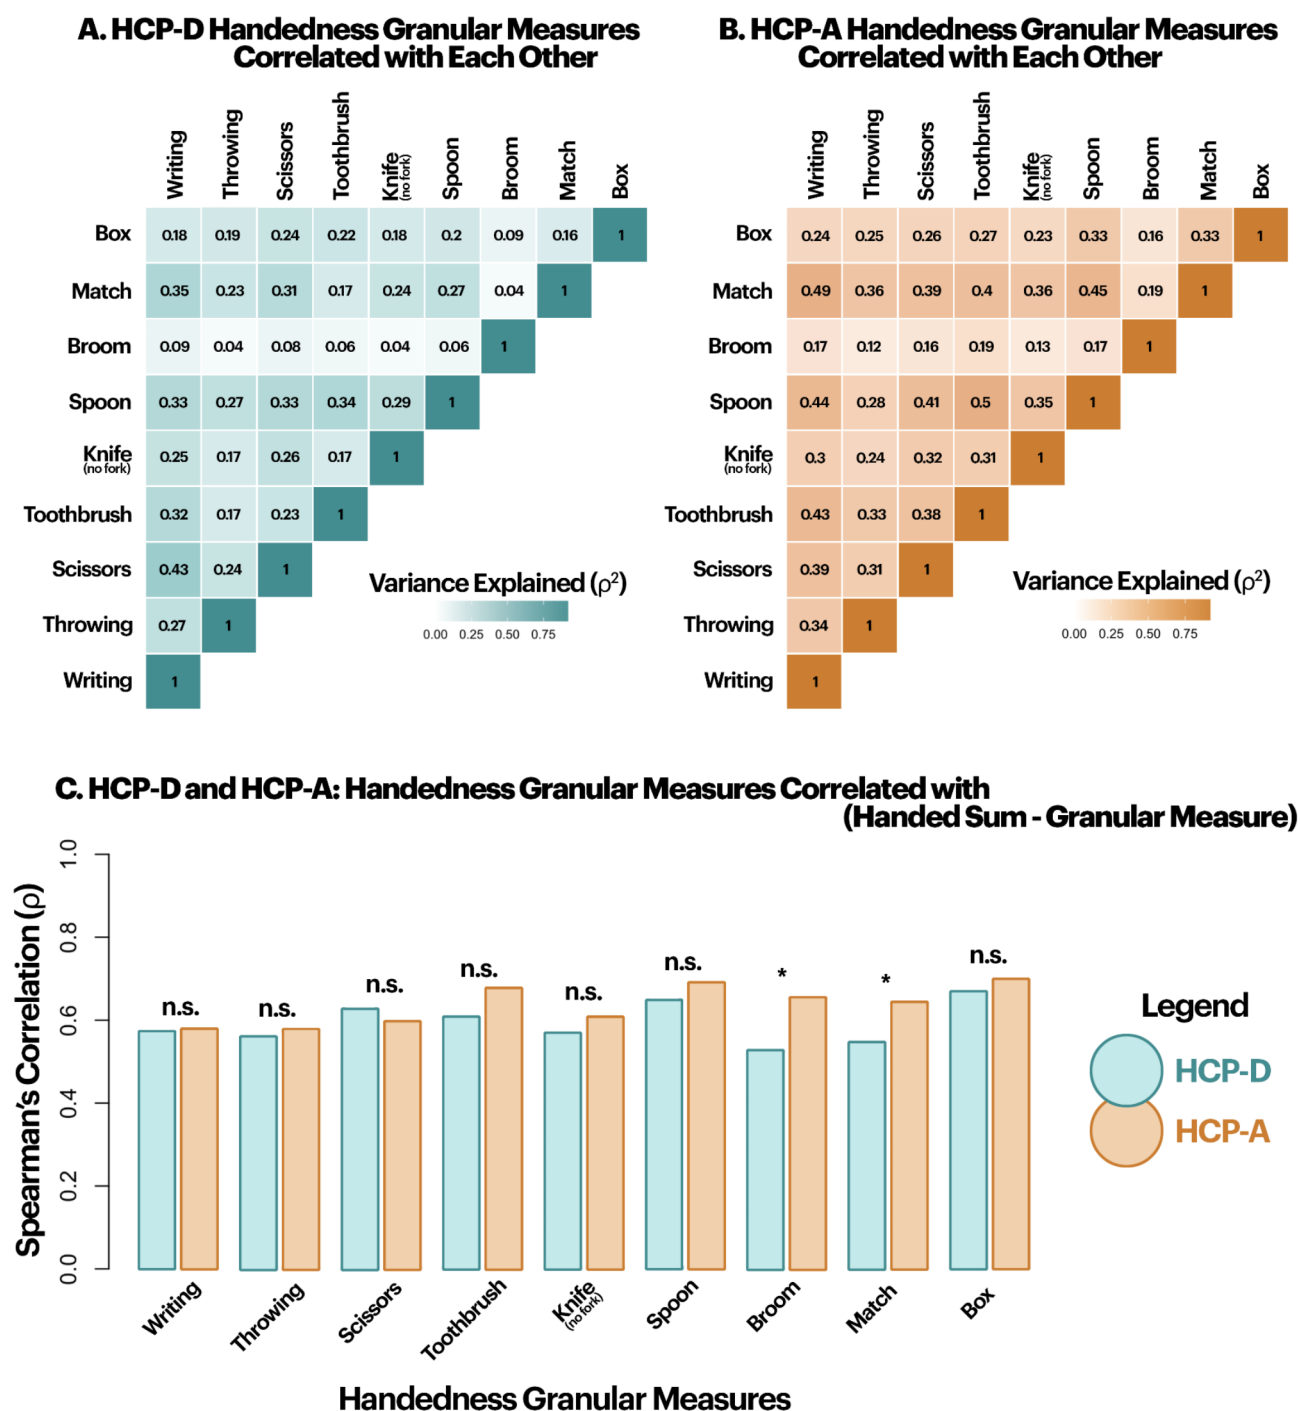 A. HCP-D Handedness Granular Measures
Correlated with Each Other
Writing Throwing Scissors Toothbrush Knife (no fork) Spoon Broom Match Box
Box 0.18 0.19 0.24 0.22 0.18 0.2 0.09 0.16 1
Match 0.35 0.23 0.31 0.17 0.24 0.27 0.04 1
Broom 0.09 0.04 0.08 0.06 0.04 0.06 1
Spoon 0.33 0.27 0.33 0.34 0.29 1
Knife (no fork) 0.25 0.17 0.26 0.17 1
Toothbrush 0.32 0.17 0.23 1
Scissors 0.43 0.24 1
Throwing 0.27 1
Writing 1
Variance Explained (ρ²)
0.00 0.25 0.50 0.75
B. HCP-A Handedness Granular Measures
Correlated with Each Other
Writing Throwing Scissors Toothbrush Knife (no fork) Spoon Broom Match Box
Box 0.24 0.25 0.26 0.27 0.23 0.33 0.16 0.33 1
Match 0.49 0.36 0.39 0.4 0.36 0.45 0.19 1
Broom 0.17 0.12 0.16 0.19 0.13 0.17 1
Spoon 0.44 0.28 0.41 0.5 0.35 1
Knife (no fork) 0.3 0.24 0.32 0.31 1
Toothbrush 0.43 0.33 0.38 1
Scissors 0.39 0.31 1
Throwing 0.34 1
Writing 1
Variance Explained (ρ²)
0.00 0.25 0.50 0.75
C. HCP-D and HCP-A: Handedness Granular Measures Correlated with
(Handed Sum - Granular Measure)
Spearman's Correlation (ρ)
1.0
0.8
0.6
0.4
0.2
0.0
n.s. n.s. n.s. n.s. n.s. n.s. * * n.s.
Writing Throwing Scissors Toothbrush Knife (no fork) Spoon Broom Match Box
Handedness Granular Measures
Legend
HCP-D
HCP-A